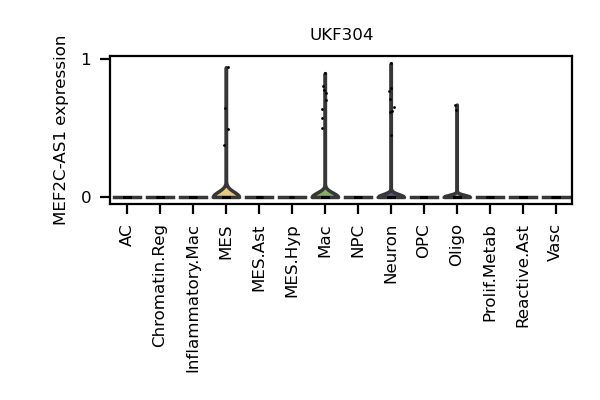 UKF304
MEF2C-AS1 expression
1
0
AC
Chromatin.Reg
Inflammatory.Mac
MES
MES.Ast
MES.Hyp
Mac
NPC
Neuron
OPC
Oligo
Prolif.Metab
Reactive.Ast
Vasc